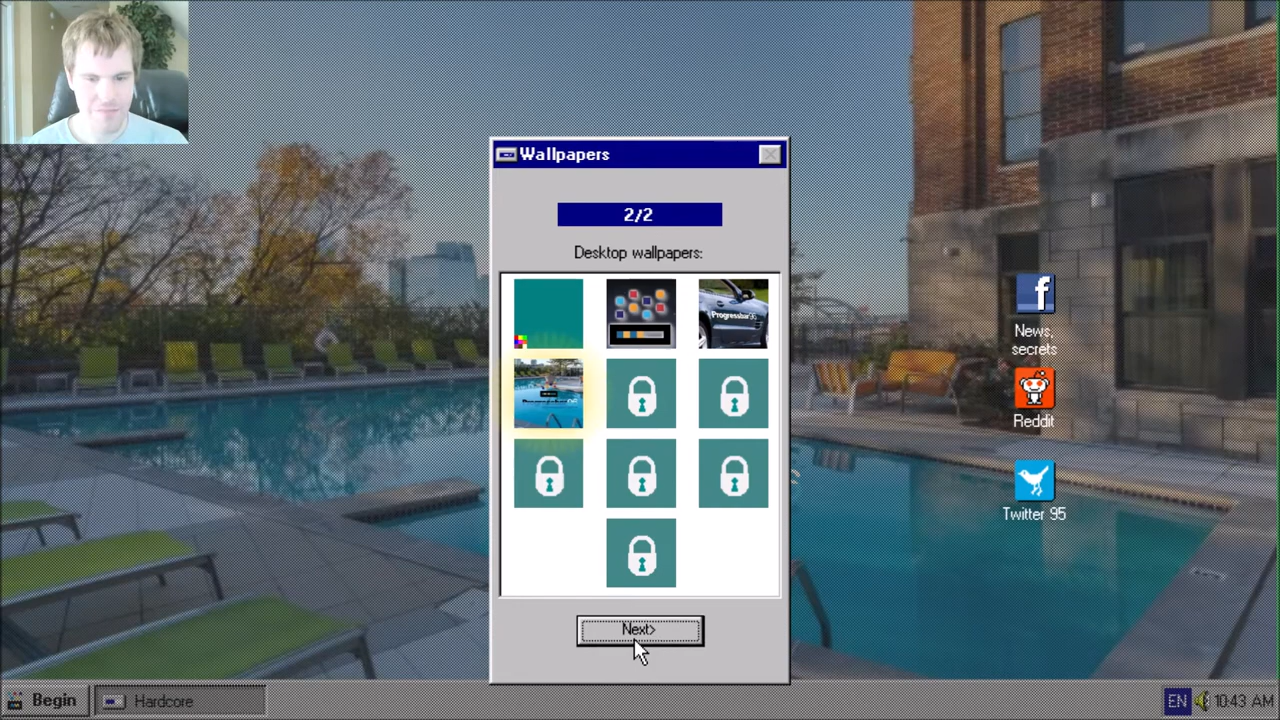 Wallpapers
2/2
Desktop wallpapers:
Progressbar95
Next>
f
News
secrets
Reddit
Twitter 95
Begin
Hardcore
EN
10:43 AM